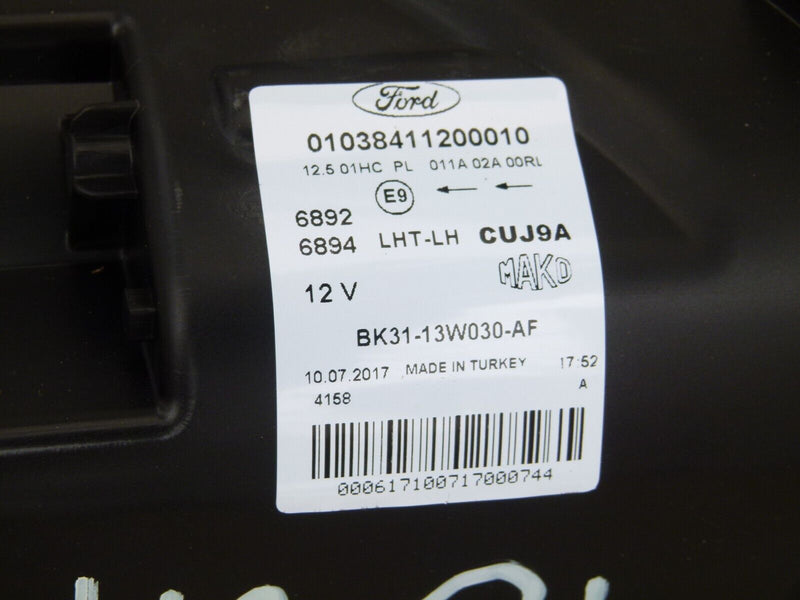 Ford
01038411200010
12.5 01HC PL 011A 02A 00RL
E9
6892
6894 LHT-LH CUJ9A
MAKO
12 V
BK31-13W030-AF
10.07.2017 MADE IN TURKEY 17:52
4158 A
000617100717000744